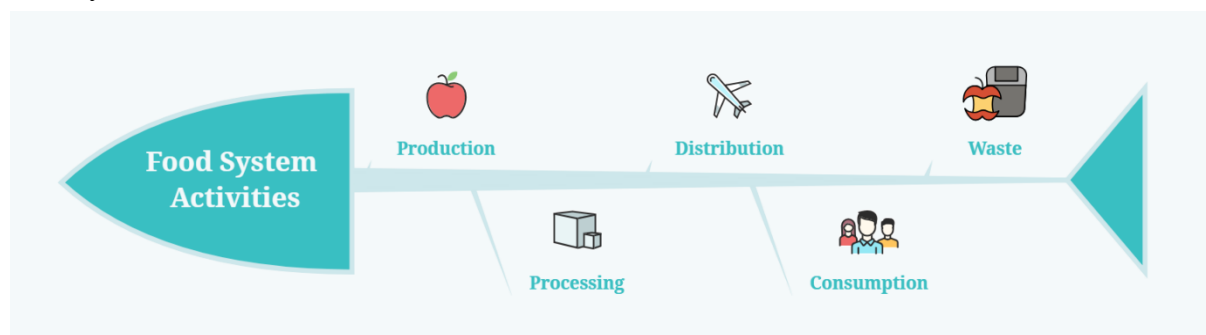 Food System
Activities
Production
Processing
Distribution
Consumption
Waste